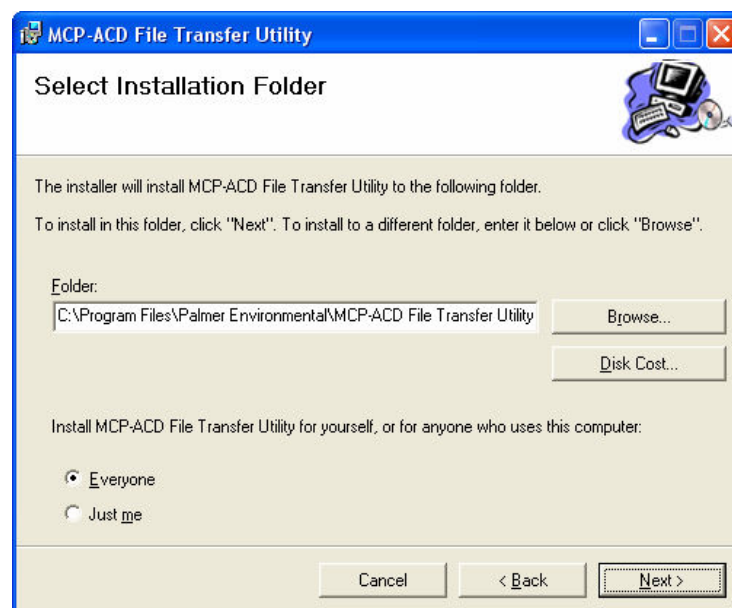 MCP-ACD File Transfer Utility
Select Installation Folder
The installer will install MCP-ACD File Transfer Utility to the following folder.
To install in this folder, click "Next". To install to a different folder, enter it below or click "Browse".
Folder:
C:\Program Files\Palmer Environmental\MCP-ACD File Transfer Utility
Browse...
Disk Cost...
Install MCP-ACD File Transfer Utility for yourself, or for anyone who uses this computer:
Everyone
Just me
Cancel
< Back
Next >